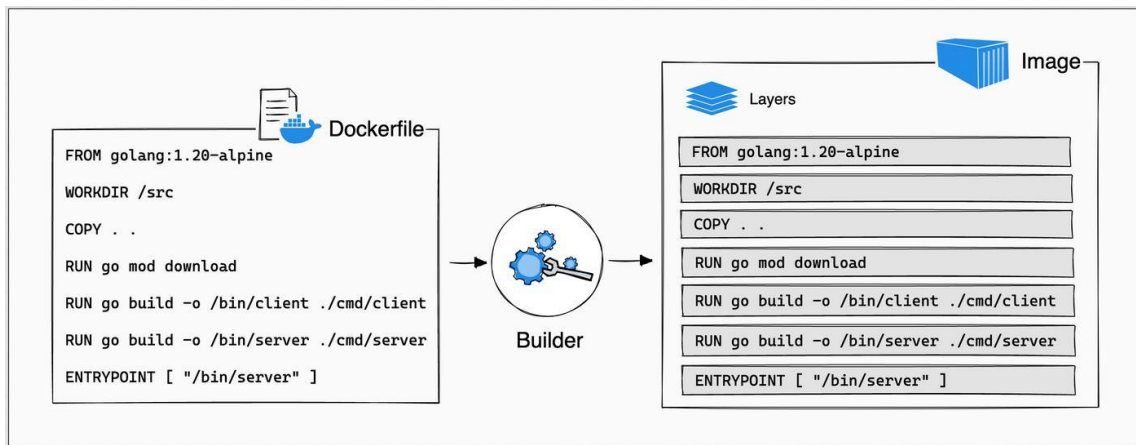 Dockerfile
FROM golang:1.20-alpine
WORKDIR /src
COPY . .
RUN go mod download
RUN go build -o /bin/client ./cmd/client
RUN go build -o /bin/server ./cmd/server
ENTRYPOINT [ "/bin/server" ]
Builder
Image
Layers
FROM golang:1.20-alpine
WORKDIR /src
COPY . .
RUN go mod download
RUN go build -o /bin/client ./cmd/client
RUN go build -o /bin/server ./cmd/server
ENTRYPOINT [ "/bin/server" ]